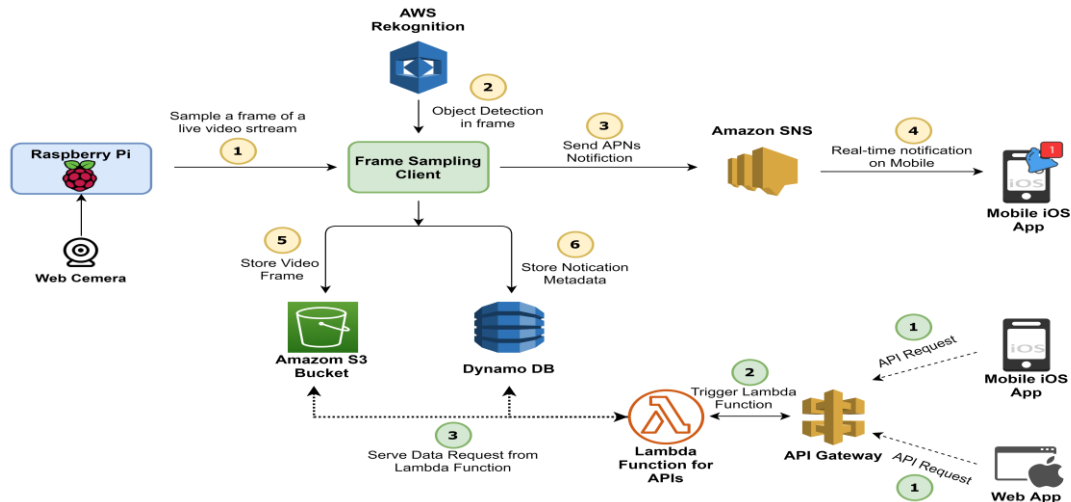 AWS
Rekognition
2
Object Detection
in frame
Sample a frame of a
live video srtream
1
Raspberry Pi
Frame Sampling
Client
3
Send APNs
Notifiction
Amazon SNS
4
Real-time notification
on Mobile
1
iOS
Mobile iOS
App
Web Cemera
5
Store Video
Frame
6
Store Notication
Metadata
Amazom S3
Bucket
Dynamo DB
3
Serve Data Request from
Lambda Function
Lambda
Function for
APIs
2
Trigger Lambda
Function
API Gateway
1
API Request
iOS
Mobile iOS
App
API Request
1
Web App